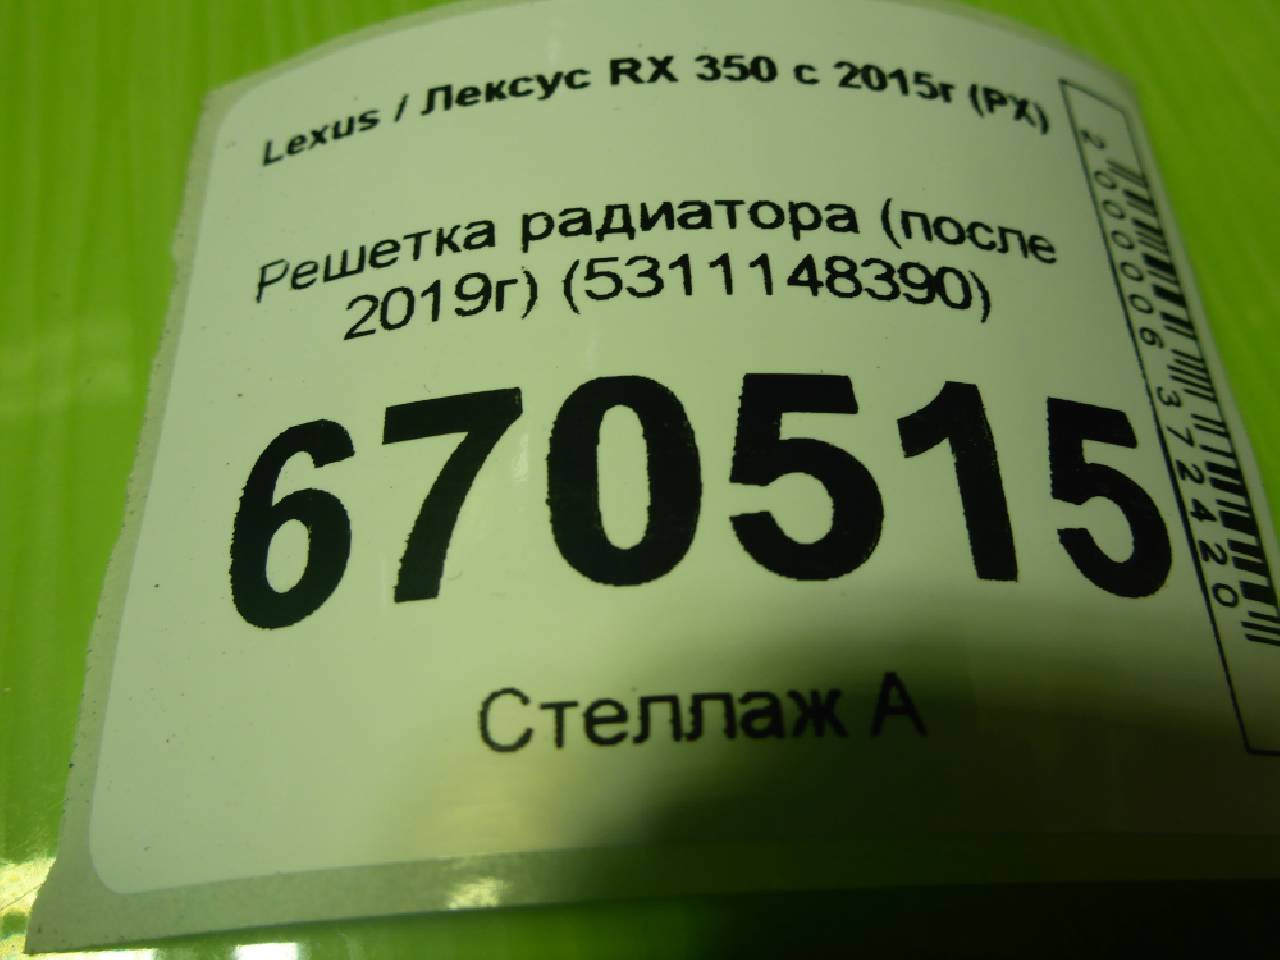 Lexus / Лексус RX 350 с 2015г (РХ)
Решетка радиатора (после
2019г) (5311148390)
670515
Стеллаж А
2000006372420